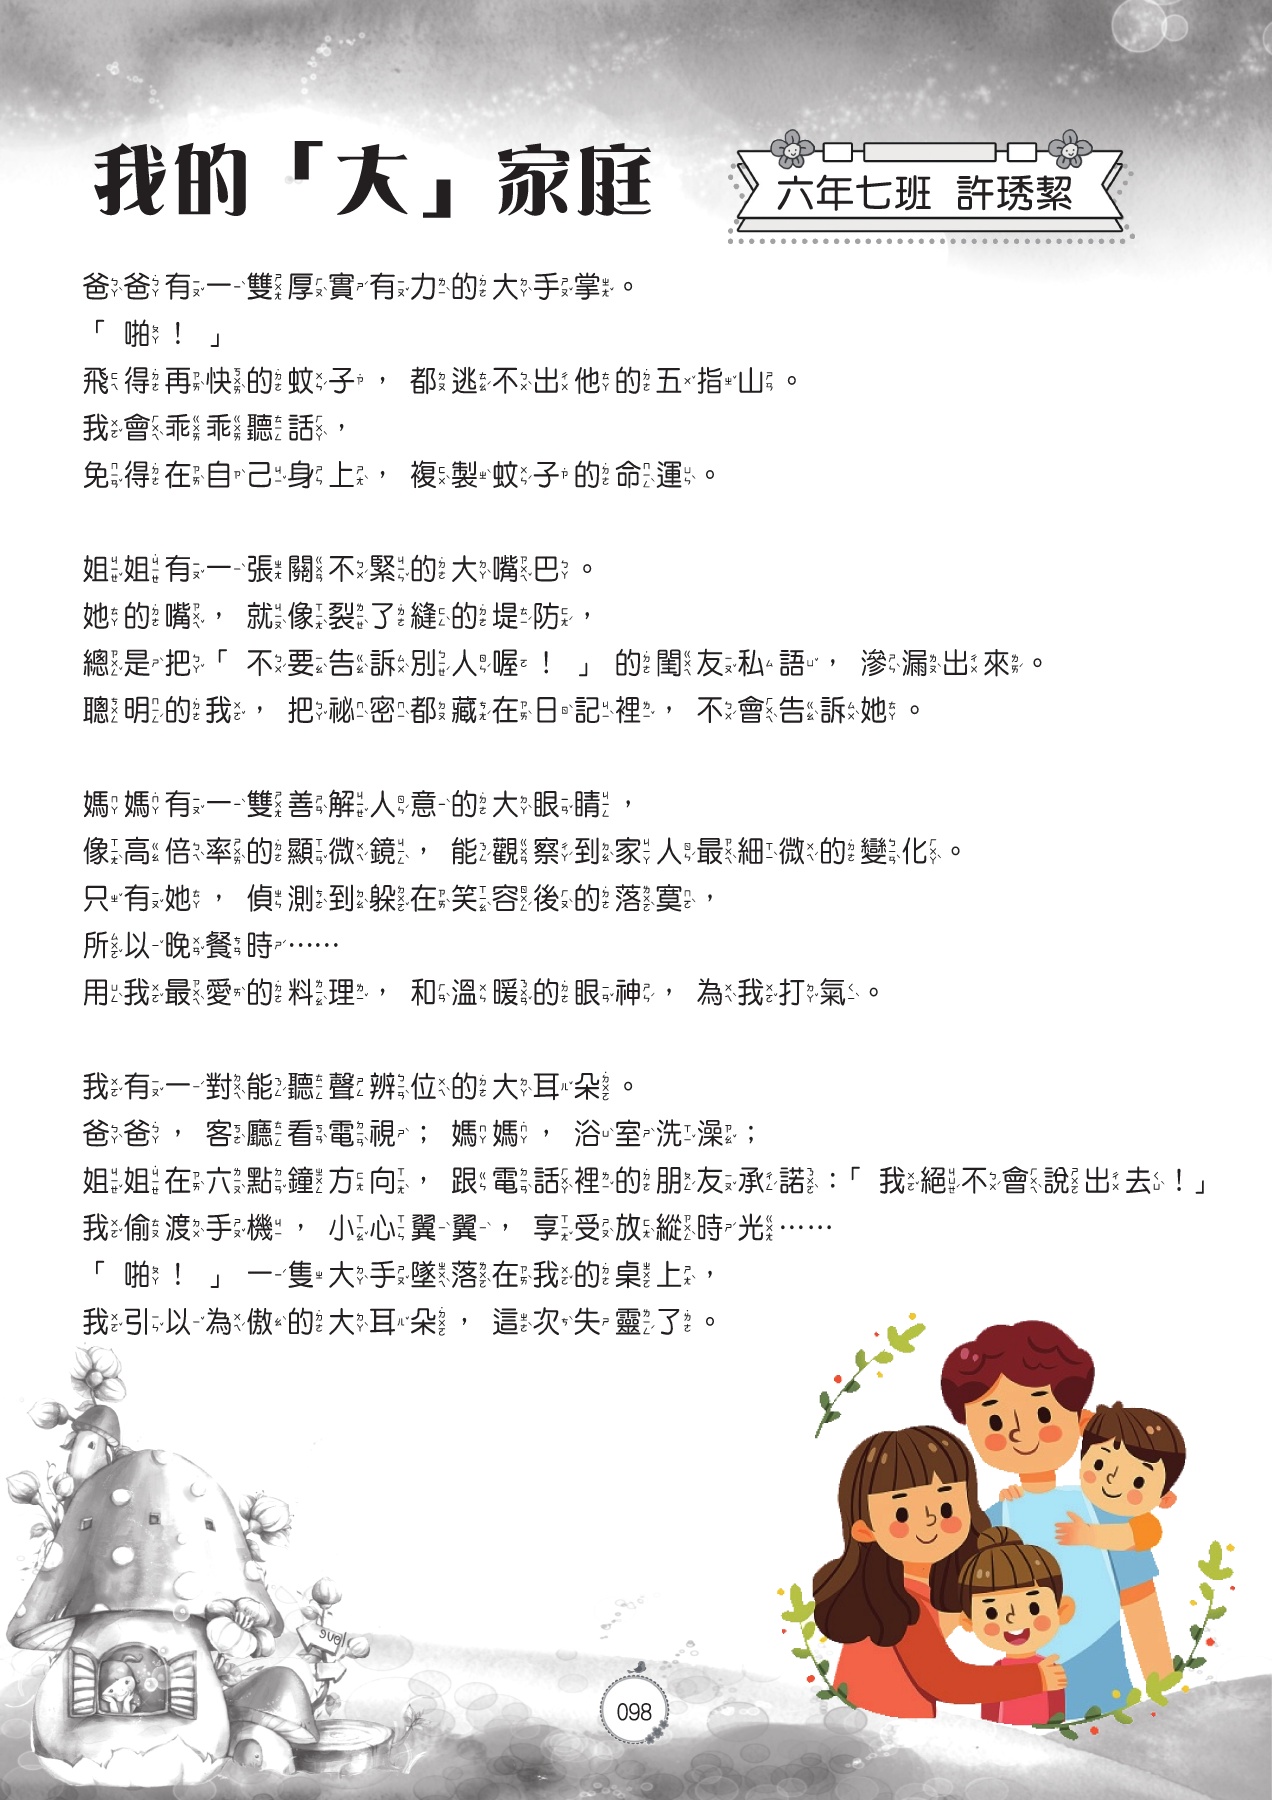 我的「大」家庭
六年七班 許琇絜
爸爸有一雙厚實有力的大手掌。
「啪！」
飛得再快的蚊子，都逃不出他的五指山。
我會乖乖聽話，
免得在自己身上，複製蚊子的命運。
姐姐有一張關不緊的大嘴巴。
她的嘴，就像裂了縫的堤防，
總是把「不要告訴別人喔！」的閨友私語，滲漏出來。
聰明的我，把祕密都藏在日記裡，不會告訴她。
媽媽有一雙善解人意的大眼睛，
像高倍率的顯微鏡，能觀察到家人最細微的變化。
只有她，偵測到躲在笑容後的落寞，
所以晚餐時……
用我最愛的料理，和溫暖的眼神，為我打氣。
我有一對能聽聲辨位的大耳朵。
爸爸，客廳看電視；媽媽，浴室洗澡；
姐姐在六點鐘方向，跟電話裡的朋友承諾：「我絕不會說出去！」
我偷渡手機，小心翼翼，享受放縱時光……
「啪！」一隻大手墜落在我的桌上，
我引以為傲的大耳朵，這次失靈了。
098